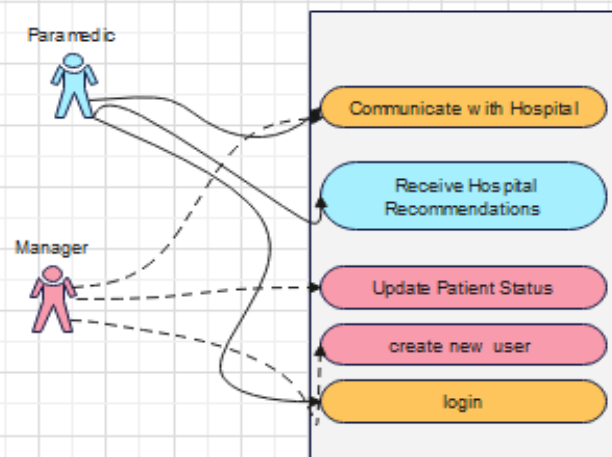 Paramedic
Communicate with Hospital
Receive Hospital
Recommendations
Manager
Update Patient Status
create new user
login